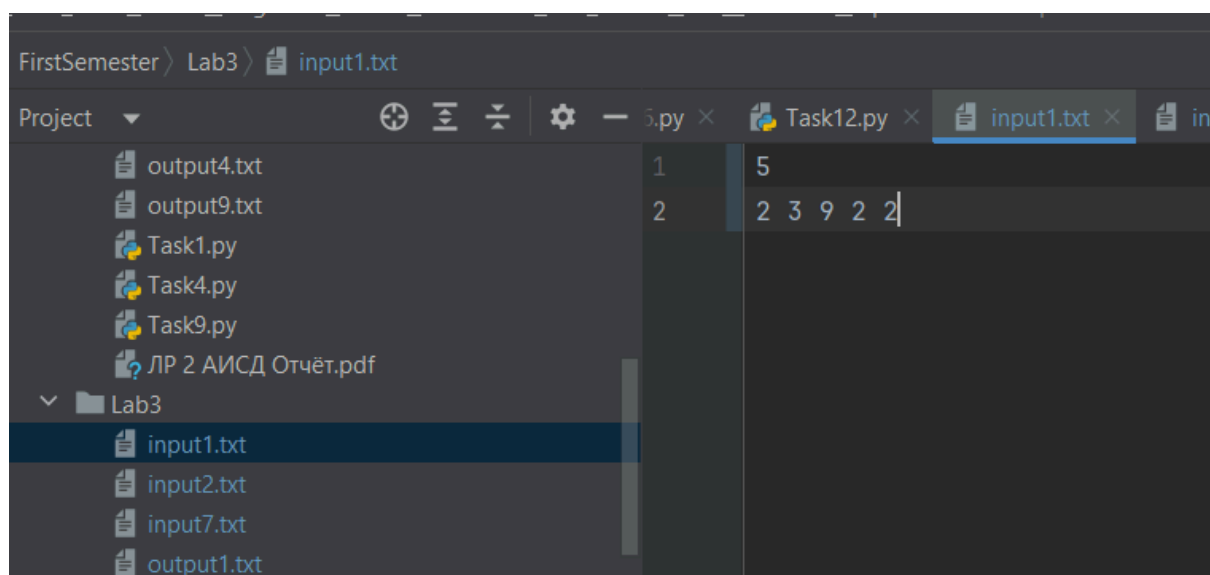 FirstSemester Lab3 input1.txt
Project
.py Task12.py input1.txt in
output4.txt
output9.txt
Task1.py
Task4.py
Task9.py
ЛР 2 АИСД Отчёт.pdf
Lab3
input1.txt
input2.txt
input7.txt
output1.txt
1 5
2 2 3 9 2 2